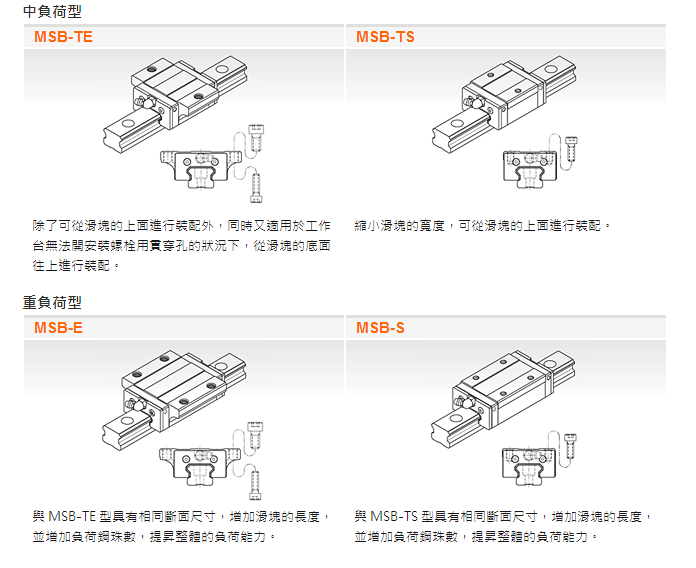 中負荷型
MSB-TE
MSB-TS
除了可從滑塊的上面進行裝配外，同時又適用於工作
台無法開安裝螺栓用貫穿孔的狀況下，從滑塊的底面
往上進行裝配。
縮小滑塊的寬度，可從滑塊的上面進行裝配。
重負荷型
MSB-E
MSB-S
與 MSB-TE 型具有相同斷面尺寸，增加滑塊的長度，
並增加負荷鋼珠數，提昇整體的負荷能力。
與 MSB-TS 型具有相同斷面尺寸，增加滑塊的長度，
並增加負荷鋼珠數，提昇整體的負荷能力。